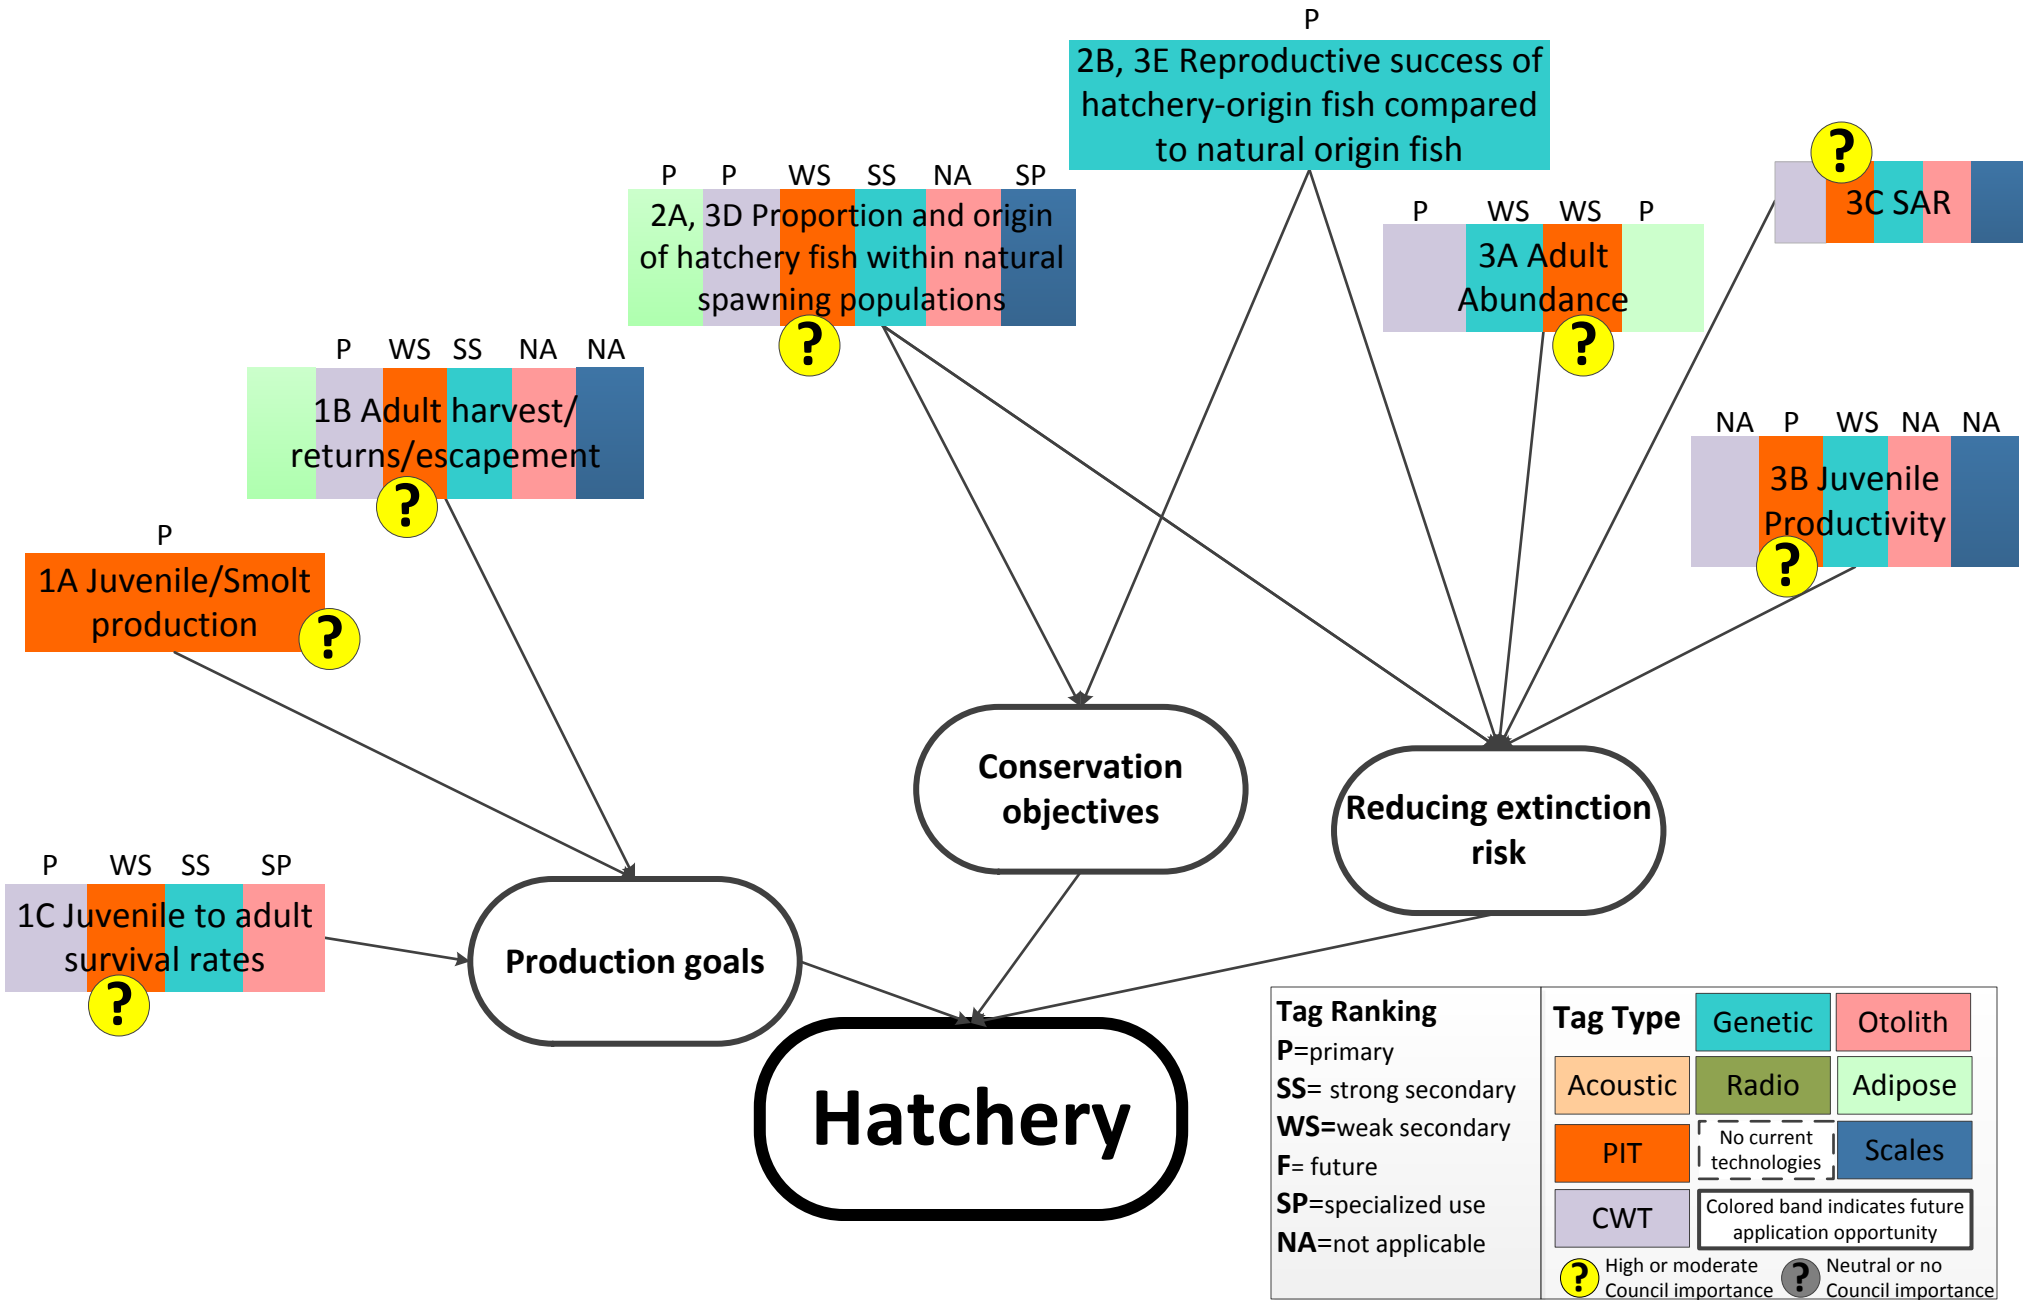 P
2B, 3E Reproductive success of
hatchery-origin fish compared
to natural origin fish
?
3C SAR
P P WS SS NA SP
2A, 3D Proportion and origin
of hatchery fish within natural
spawning populations
?
P WS WS P
3A Adult
Abundance
?
P WS SS NA NA
1B Adult harvest/
returns/escapement
?
NA P WS NA NA
3B Juvenile
Productivity
?
P
1A Juvenile/Smolt
production
?
Conservation
objectives
Reducing extinction
risk
P WS SS SP
1C Juvenile to adult
survival rates
?
Production goals
Hatchery
Tag Ranking
P=primary
SS= strong secondary
WS=weak secondary
F= future
SP=specialized use
NA=not applicable
Tag Type
Genetic
Otolith
Acoustic
Radio
Adipose
PIT
No current
technologies
Scales
CWT
Colored band indicates future
application opportunity
? High or moderate
Council importance
? Neutral or no
Council importance